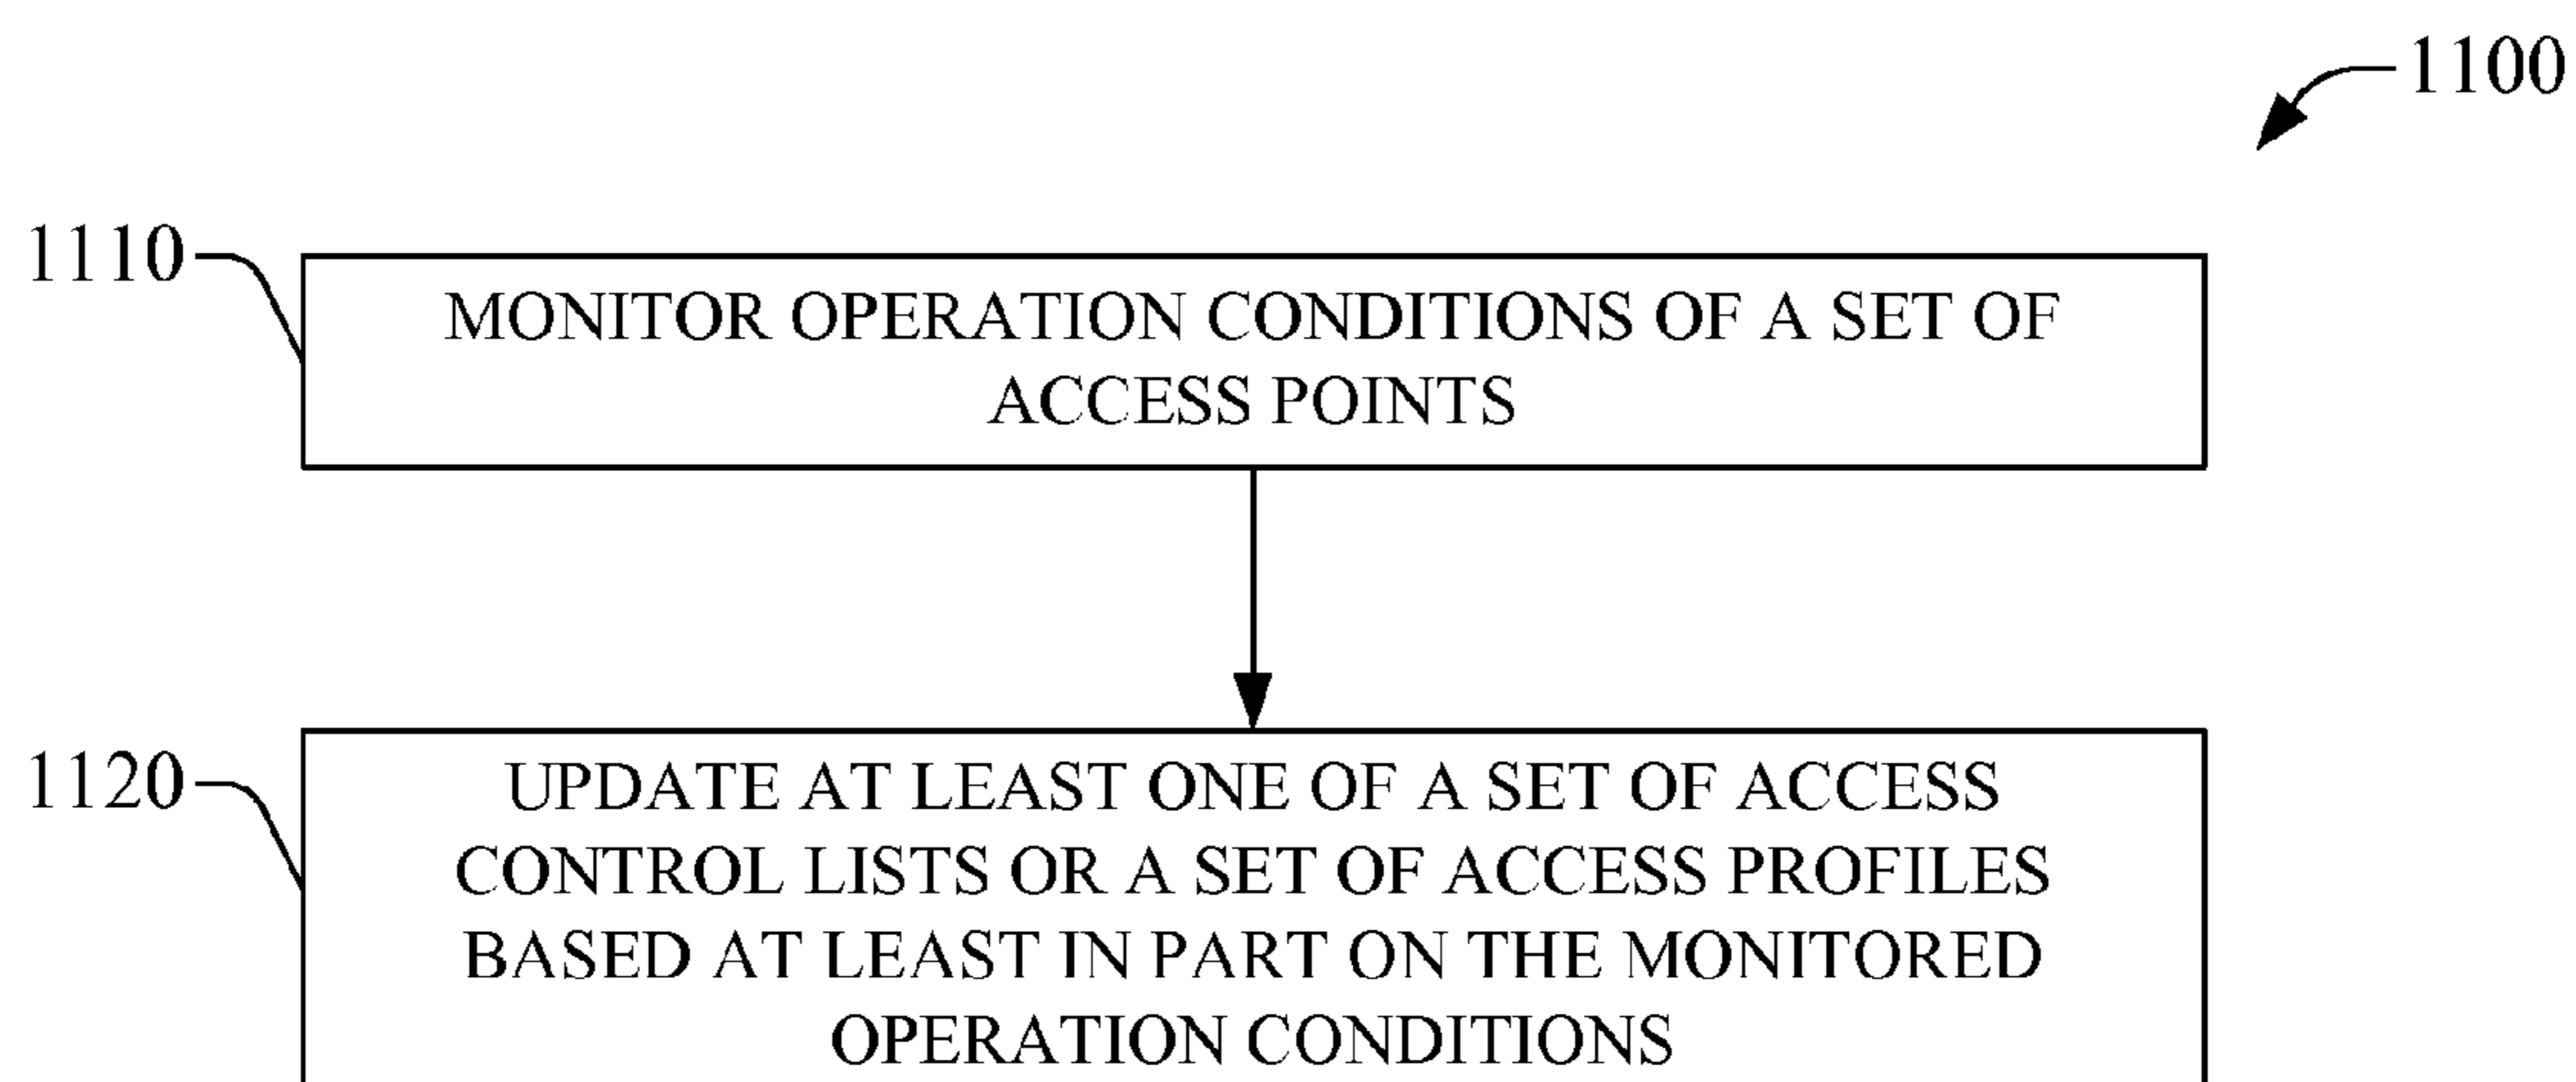 1100
1110
MONITOR OPERATION CONDITIONS OF A SET OF
ACCESS POINTS
1120
UPDATE AT LEAST ONE OF A SET OF ACCESS
CONTROL LISTS OR A SET OF ACCESS PROFILES
BASED AT LEAST IN PART ON THE MONITORED
OPERATION CONDITIONS